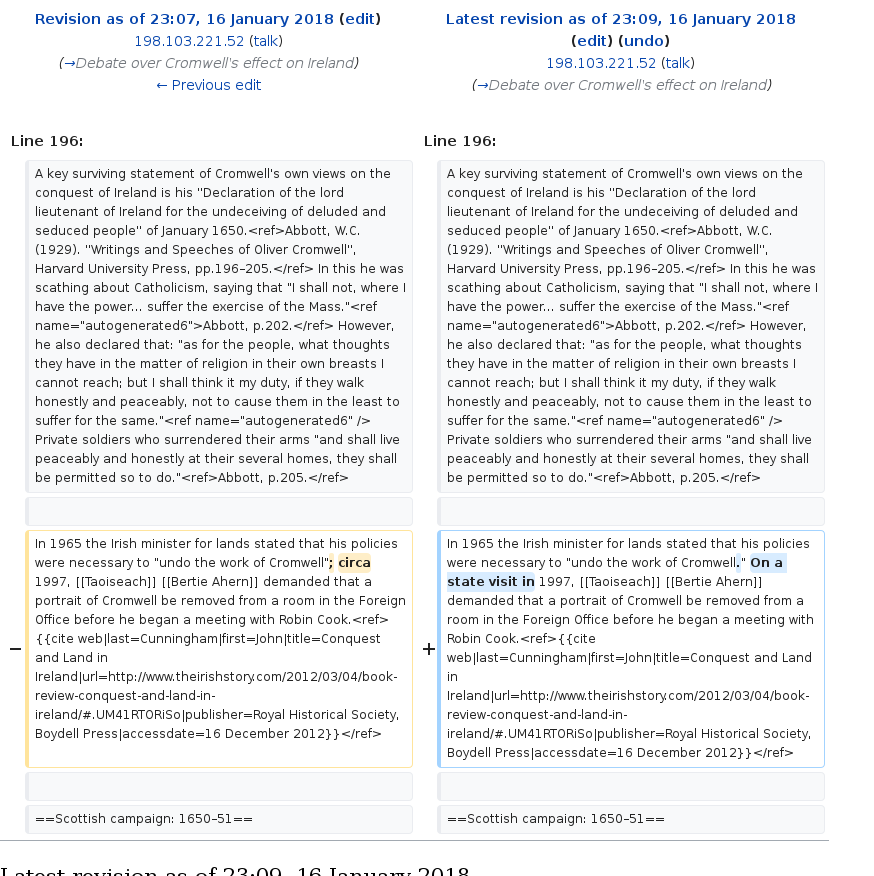 Revision as of 23:07, 16 January 2018 (edit)
198.103.221.52 (talk)
(→Debate over Cromwell's effect on Ireland)
← Previous edit
Latest revision as of 23:09, 16 January 2018
(edit) (undo)
198.103.221.52 (talk)
(→Debate over Cromwell's effect on Ireland)
Line 196:
A key surviving statement of Cromwell's own views on the
conquest of Ireland is his ''Declaration of the lord
lieutenant of Ireland for the undeceiving of deluded and
seduced people'' of January 1650.<ref>Abbott, W.C.
(1929). ''Writings and Speeches of Oliver Cromwell'',
Harvard University Press, pp.196–205.</ref> In this he was
scathing about Catholicism, saying that "I shall not, where I
have the power... suffer the exercise of the Mass."<ref
name="autogenerated6">Abbott, p.202.</ref> However,
he also declared that: "as for the people, what thoughts
they have in the matter of religion in their own breasts I
cannot reach; but I shall think it my duty, if they walk
honestly and peaceably, not to cause them in the least to
suffer for the same."<ref name="autogenerated6" />
Private soldiers who surrendered their arms "and shall live
peaceably and honestly at their several homes, they shall
be permitted so to do."<ref>Abbott, p.205.</ref>
In 1965 the Irish minister for lands stated that his policies
were necessary to "undo the work of Cromwell"; circa
1997, [[Taoiseach]] [[Bertie Ahern]] demanded that a
portrait of Cromwell be removed from a room in the Foreign
Office before he began a meeting with Robin Cook.<ref>
{{cite web|last=Cunningham|first=John|title=Conquest
and Land in
Ireland|url=http://www.theirishstory.com/2012/03/04/book-
review-conquest-and-land-in-
ireland/#.UM41RTORiSo|publisher=Royal Historical Society,
Boydell Press|accessdate=16 December 2012}}</ref>
−
==Scottish campaign: 1650–51==
Line 196:
A key surviving statement of Cromwell's own views on the
conquest of Ireland is his ''Declaration of the lord
lieutenant of Ireland for the undeceiving of deluded and
seduced people'' of January 1650.<ref>Abbott, W.C.
(1929). ''Writings and Speeches of Oliver Cromwell'',
Harvard University Press, pp.196–205.</ref> In this he was
scathing about Catholicism, saying that "I shall not, where I
have the power... suffer the exercise of the Mass."<ref
name="autogenerated6">Abbott, p.202.</ref> However,
he also declared that: "as for the people, what thoughts
they have in the matter of religion in their own breasts I
cannot reach; but I shall think it my duty, if they walk
honestly and peaceably, not to cause them in the least to
suffer for the same."<ref name="autogenerated6" />
Private soldiers who surrendered their arms "and shall live
peaceably and honestly at their several homes, they shall
be permitted so to do."<ref>Abbott, p.205.</ref>
In 1965 the Irish minister for lands stated that his policies
were necessary to "undo the work of Cromwell." On a
state visit in 1997, [[Taoiseach]] [[Bertie Ahern]]
demanded that a portrait of Cromwell be removed from a
room in the Foreign Office before he began a meeting with
Robin Cook.<ref>{{cite
web|last=Cunningham|first=John|title=Conquest and Land
in
Ireland|url=http://www.theirishstory.com/2012/03/04/book-
review-conquest-and-land-in-
ireland/#.UM41RTORiSo|publisher=Royal Historical Society,
Boydell Press|accessdate=16 December 2012}}</ref>
+
==Scottish campaign: 1650–51==
Latest revision as of 23:09, 16 January 2018